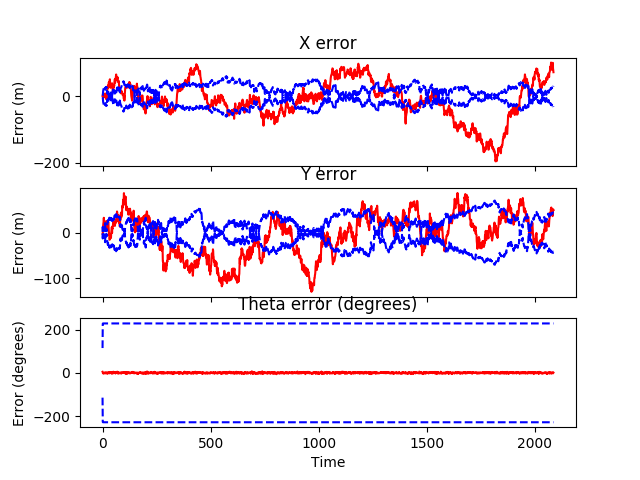 X error
Error (m)
0
−200
Y error
Error (m)
0
−100
Theta error (degrees)
Error (degrees)
200
0
−200
0
500
1000
1500
2000
Time